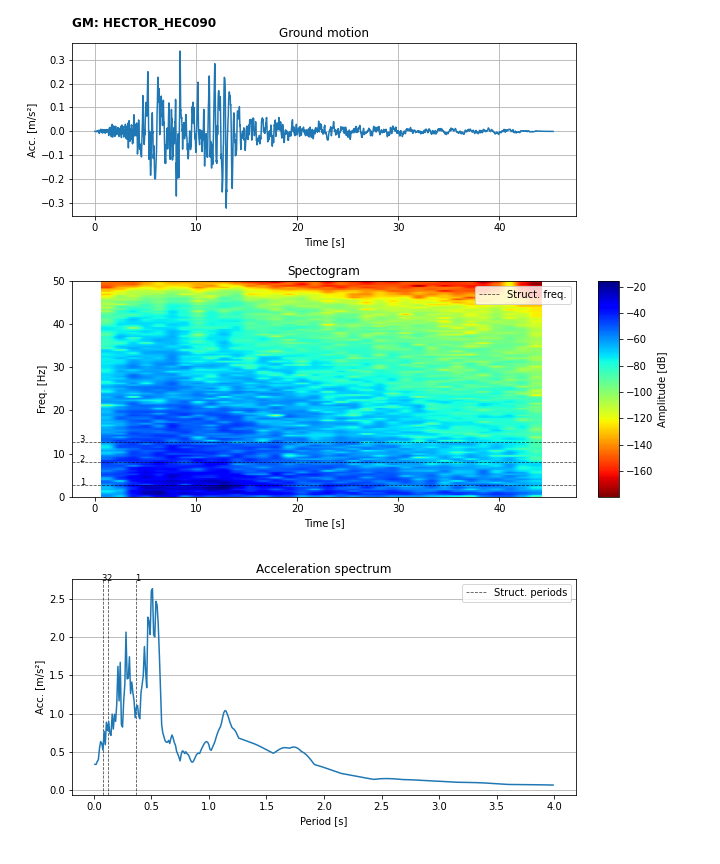 GM: HECTOR_HEC090
Ground motion
Acc. [m/s²]
0.3
0.2
0.1
0.0
−0.1
−0.2
−0.3
0 10 20 30 40
Time [s]
Spectogram
Freq. [Hz]
50
40
30
20
10
0
Struct. freq.
3
2
1
0 10 20 30 40
Time [s]
−20
−40
−60
−80
−100
−120
−140
−160
Amplitude [dB]
Acceleration spectrum
32 1
Struct. periods
Acc. [m/s²]
2.5
2.0
1.5
1.0
0.5
0.0
0.0 0.5 1.0 1.5 2.0 2.5 3.0 3.5 4.0
Period [s]